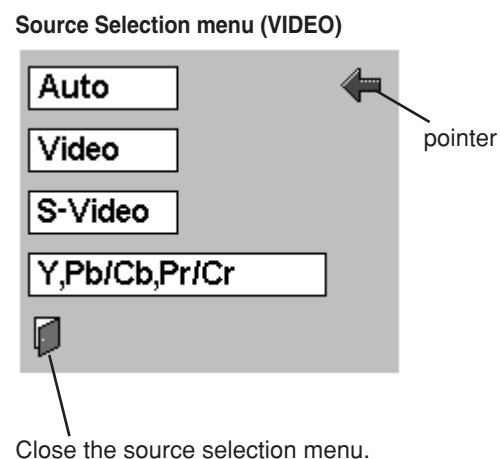 Source Selection menu (VIDEO)
Auto
pointer
Video
S-Video
Y,Pb/Cb,Pr/Cr
Close the source selection menu.